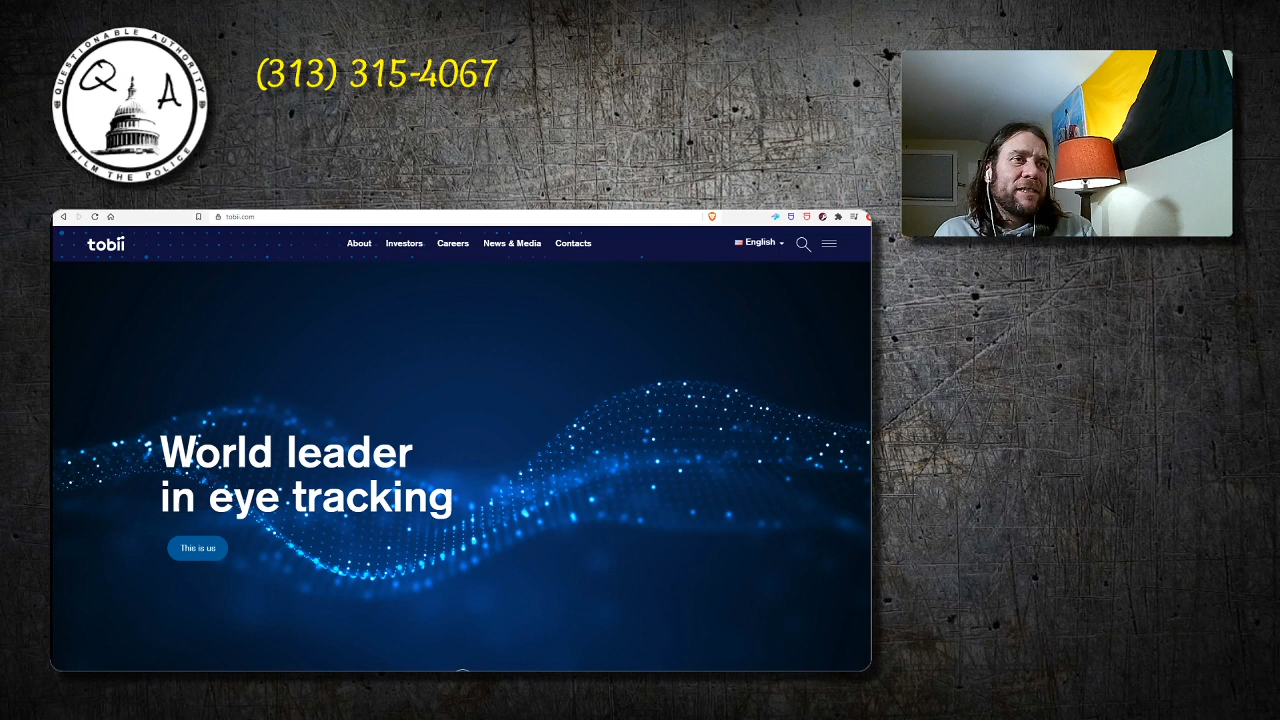 QUESTIONABLE AUTHORITY
Q A
FILM THE POLICE
(313) 315-4067
tobii.com
tobii
About Investors Careers News & Media Contacts
English
World leader
in eye tracking
This is us